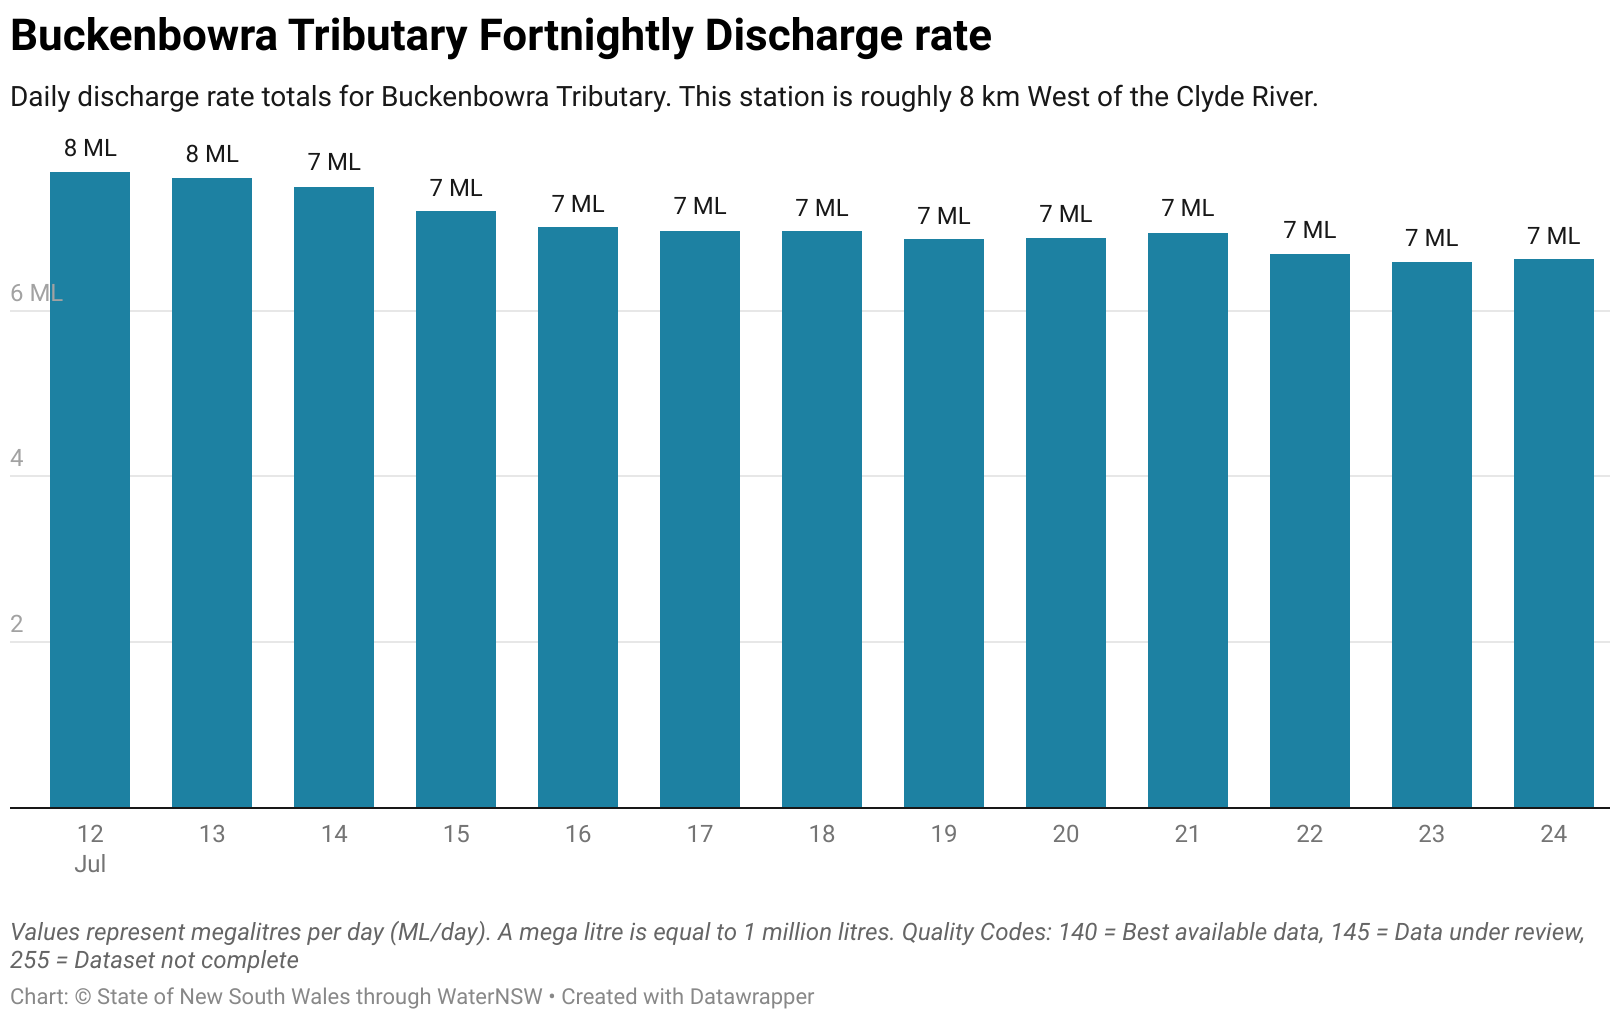 Buckenbowra Tributary Fortnightly Discharge rate
Daily discharge rate totals for Buckenbowra Tributary. This station is roughly 8 km West of the Clyde River.
8 ML
8 ML
7 ML
7 ML
7 ML
7 ML
7 ML
7 ML
7 ML
7 ML
7 ML
7 ML
7 ML
6 ML
4
2
12
13
14
15
16
17
18
19
20
21
22
23
24
Jul
Values represent megalitres per day (ML/day). A mega litre is equal to 1 million litres. Quality Codes: 140 = Best available data, 145 = Data under review,
255 = Dataset not complete
Chart: © State of New South Wales through WaterNSW • Created with Datawrapper